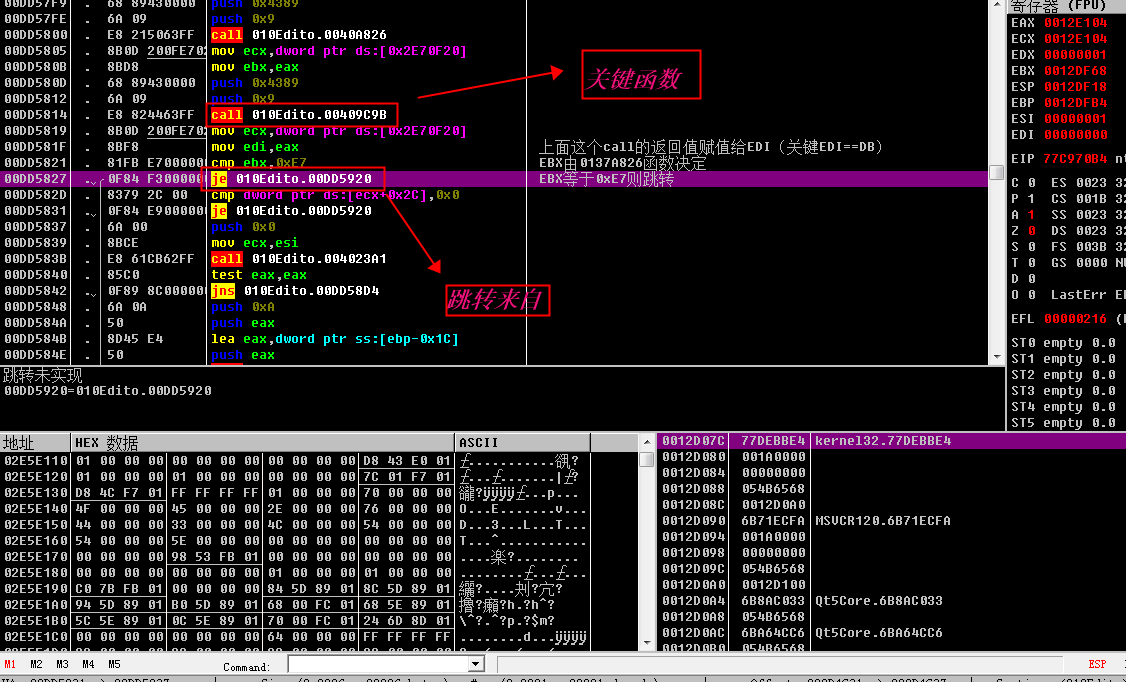 寄存器 (FPU)
00DD57F9 . 68 89430000 push 0x4389
00DD57FE . 6A 09 push 0x9
00DD5800 . E8 215063FF call 010Edito.0040A826
00DD5805 . 8B0D 200FE702 mov ecx,dword ptr ds:[0x2E70F20]
00DD580B . 8BD8 mov ebx,eax
00DD580D . 68 89430000 push 0x4389
00DD5812 . 6A 09 push 0x9
00DD5814 . E8 824463FF call 010Edito.00409C9B
00DD5819 . 8B0D 200FE702 mov ecx,dword ptr ds:[0x2E70F20]
00DD581F . 8BF8 mov edi,eax 上面这个call的返回值赋值给EDI（关键EDI==DB）
00DD5821 . 81FB E7000000 cmp ebx,0xE7 EBX由0137A826函数决定
00DD5827 . 0F84 F3000000 je 010Edito.00DD5920 EBX等于0xE7则跳转
00DD582D . 8379 2C 00 cmp dword ptr ds:[ecx+0x2C],0x0
00DD5831 . 0F84 E9000000 je 010Edito.00DD5920
00DD5837 . 6A 00 push 0x0
00DD5839 . 8BCE mov ecx,esi
00DD583B . E8 61CB62FF call 010Edito.004023A1
00DD5840 . 85C0 test eax,eax
00DD5842 . 0F89 8C000000 jns 010Edito.00DD58D4
00DD5848 . 6A 0A push 0xA
00DD584A . 50 push eax
00DD584B . 8D45 E4 lea eax,dword ptr ss:[ebp-0x1C]
00DD584E . 50 push eax
关键函数
跳转来自
EAX 0012E104
ECX 0012E104
EDX 00000001
EBX 0012DF68
ESP 0012DF18
EBP 0012DFB4
ESI 00000001
EDI 00000000
EIP 77C970B4 nt
C 0 ES 0023 32
P 1 CS 001B 32
A 1 SS 0023 32
Z 0 DS 0023 32
S 0 FS 003B 32
T 0 GS 0000 NU
D 0
O 0 LastErr EF
EFL 00000216 (
ST0 empty 0.0
ST1 empty 0.0
ST2 empty 0.0
ST3 empty 0.0
ST4 empty 0.0
ST5 empty 0.0
跳转未实现
00DD5920=010Edito.00DD5920
地址 HEX 数据 ASCII
02E5E110 01 00 00 00 00 00 00 00 00 00 00 00 D8 43 E0 01
02E5E120 01 00 00 00 01 00 00 00 00 00 00 00 7C 01 F7 01
02E5E130 D8 4C F7 01 FF FF FF FF 01 00 00 00 70 00 00 00
02E5E140 4F 00 00 00 45 00 00 00 2E 00 00 00 76 00 00 00 O...E.......v...
02E5E150 44 00 00 00 33 00 00 00 4C 00 00 00 54 00 00 00 D...3...L...T...
02E5E160 54 00 00 00 5E 00 00 00 00 00 00 00 00 00 00 00 T...^...........
02E5E170 00 00 00 00 98 53 FB 01 00 00 00 00 00 00 00 00
02E5E180 00 00 00 00 00 00 00 00 01 00 00 00 01 00 00 00
02E5E190 C0 7B FB 01 00 00 00 00 84 5D 89 01 8C 5D 89 01
02E5E1A0 94 5D 89 01 B0 5D 89 01 68 00 FC 01 68 5E 89 01
02E5E1B0 5C 5E 89 01 0C 5E 89 01 70 00 FC 01 24 6D 8D 01 \^?.^?p.?$m?
02E5E1C0 00 00 00 00 00 00 00 00 64 00 00 00 FF FF FF FF ........d...ÿÿÿÿ
0012D07C 77DEBBE4 kernel32.77DEBBE4
0012D080 001A0000
0012D084 00000000
0012D088 054B6568
0012D08C 0012D0A0
0012D090 6B71ECFA MSVCR120.6B71ECFA
0012D094 001A0000
0012D098 00000000
0012D09C 054B6568
0012D0A0 0012D100
0012D0A4 6B8AC033 Qt5Core.6B8AC033
0012D0A8 054B6568
0012D0AC 6BA64CC6 Qt5Core.6BA64CC6
0012D0B0 054B6568
M1 M2 M3 M4 M5 Command: ESP